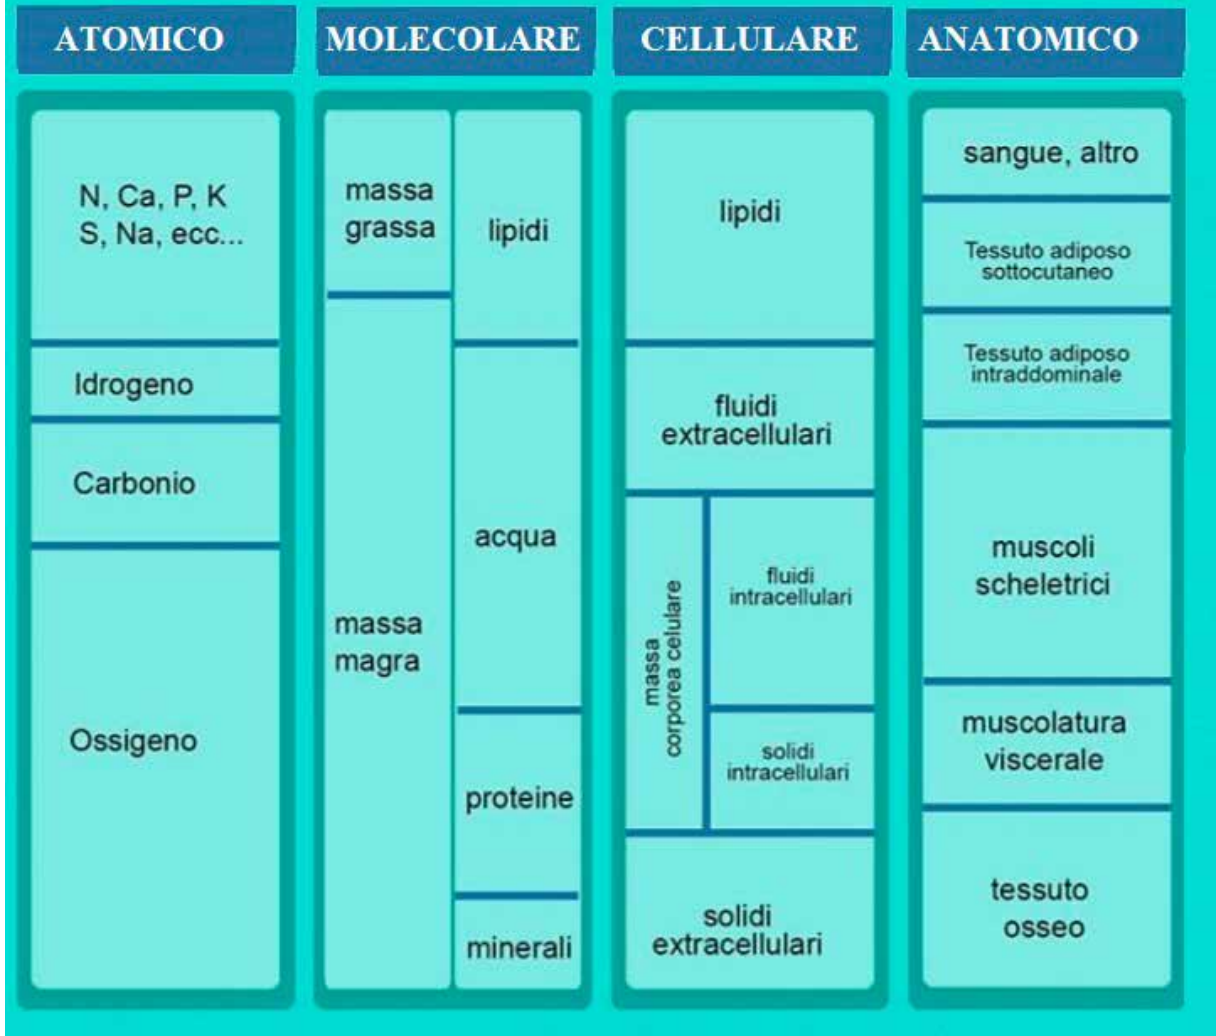 ATOMICO
MOLECOLARE
CELLULARE
ANATOMICO
N, Ca, P, K
S, Na, ecc...
Idrogeno
Carbonio
Ossigeno
massa
grassa
massa
magra
lipidi
acqua
proteine
minerali
lipidi
fluidi
extracellulari
massa
corporea celulare
fluidi
intracellulari
solidi
intracellulari
solidi
extracellulari
sangue, altro
Tessuto adiposo
sottocutaneo
Tessuto adiposo
intraddominale
muscoli
scheletrici
muscolatura
viscerale
tessuto
osseo